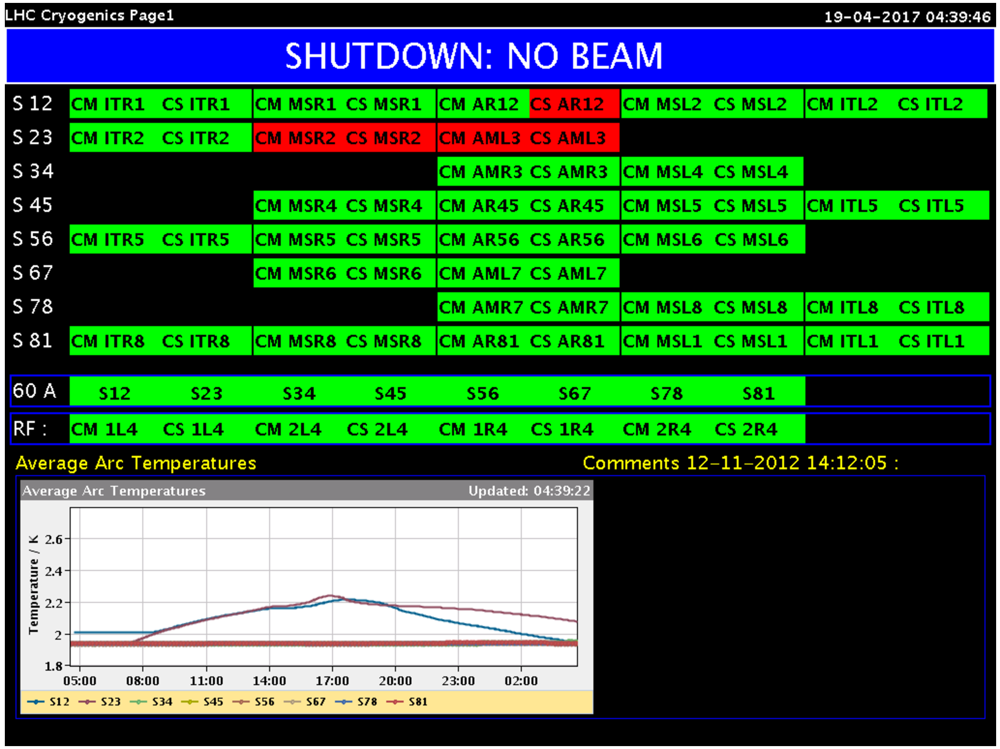 LHC Cryogenics Page1 19-04-2017 04:39:46
SHUTDOWN: NO BEAM
S 12 CM ITR1 CS ITR1 CM MSR1 CS MSR1 CM AR12 CS AR12 CM MSL2 CS MSL2 CM ITL2 CS ITL2
S 23 CM ITR2 CS ITR2 CM MSR2 CS MSR2 CM AML3 CS AML3
S 34 CM AMR3 CS AMR3 CM MSL4 CS MSL4
S 45 CM MSR4 CS MSR4 CM AR45 CS AR45 CM MSL5 CS MSL5 CM ITL5 CS ITL5
S 56 CM ITR5 CS ITR5 CM MSR5 CS MSR5 CM AR56 CS AR56 CM MSL6 CS MSL6
S 67 CM MSR6 CS MSR6 CM AML7 CS AML7
S 78 CM AMR7 CS AMR7 CM MSL8 CS MSL8 CM ITL8 CS ITL8
S 81 CM ITR8 CS ITR8 CM MSR8 CS MSR8 CM AR81 CS AR81 CM MSL1 CS MSL1 CM ITL1 CS ITL1
60 A S12 S23 S34 S45 S56 S67 S78 S81
RF : CM 1L4 CS 1L4 CM 2L4 CS 2L4 CM 1R4 CS 1R4 CM 2R4 CS 2R4
Average Arc Temperatures Comments 12-11-2012 14:12:05 :
Average Arc Temperatures Updated: 04:39:22
Temperature / K
2.6
2.4
2.2
2
1.8
05:00 08:00 11:00 14:00 17:00 20:00 23:00 02:00
S12 S23 S34 S45 S56 S67 S78 S81